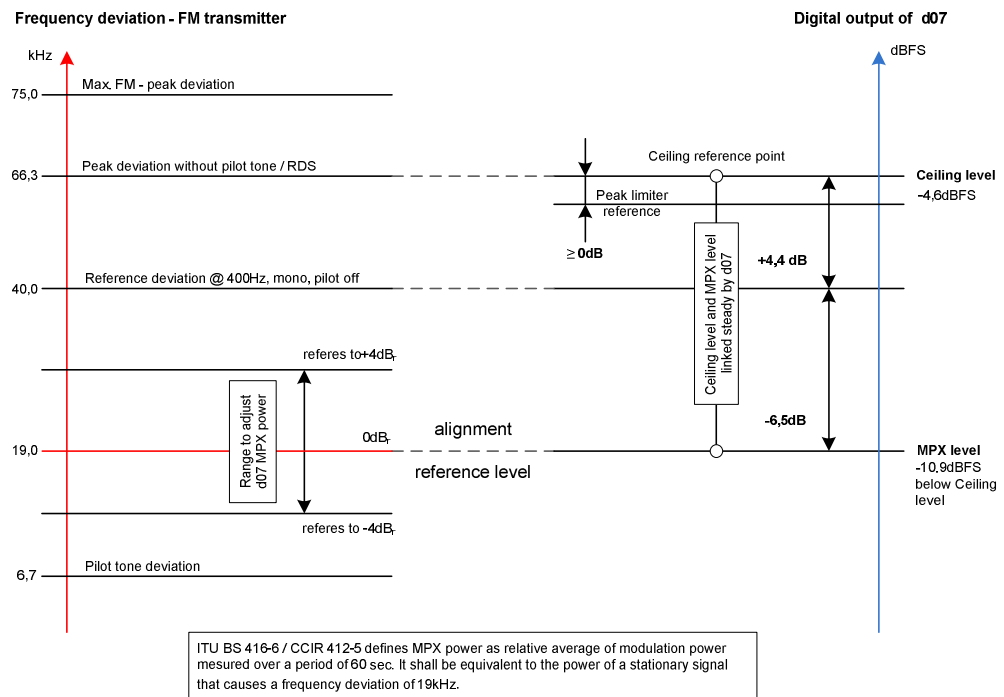 Frequency deviation - FM transmitter
Digital output of d07
kHz
dBFS
Max. FM - peak deviation
75,0
Peak deviation without pilot tone / RDS
66,3
Ceiling reference point
Ceiling level
-4,6dBFS
Peak limiter
reference
≥ 0dB
+4,4 dB
Ceiling level and MPX level
linked steady by d07
Reference deviation @ 400Hz, mono, pilot off
40,0
referes to+4dBr
Range to adjust
d07 MPX power
0dBr
19,0
alignment
reference level
-6,5dB
MPX level
-10,9dBFS
below Ceiling
level
referes to -4dBr
Pilot tone deviation
6,7
ITU BS 416-6 / CCIR 412-5 defines MPX power as relative average of modulation power
mesured over a period of 60 sec. It shall be equivalent to the power of a stationary signal
that causes a frequency deviation of 19kHz.